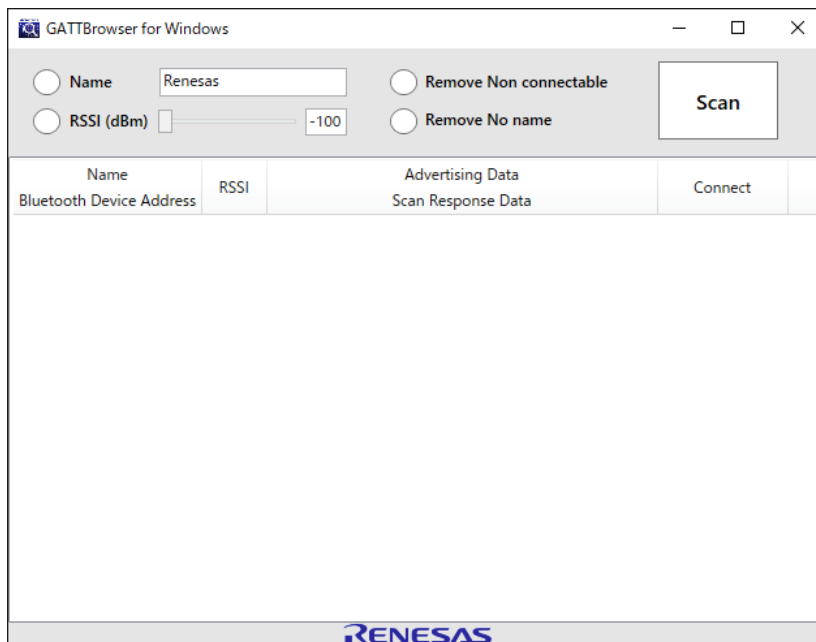 GATTBrowser for Windows
Name
Renesas
Remove Non connectable
Scan
RSSI (dBm)
-100
Remove No name
Name
Bluetooth Device Address
RSSI
Advertising Data
Scan Response Data
Connect
RENESAS